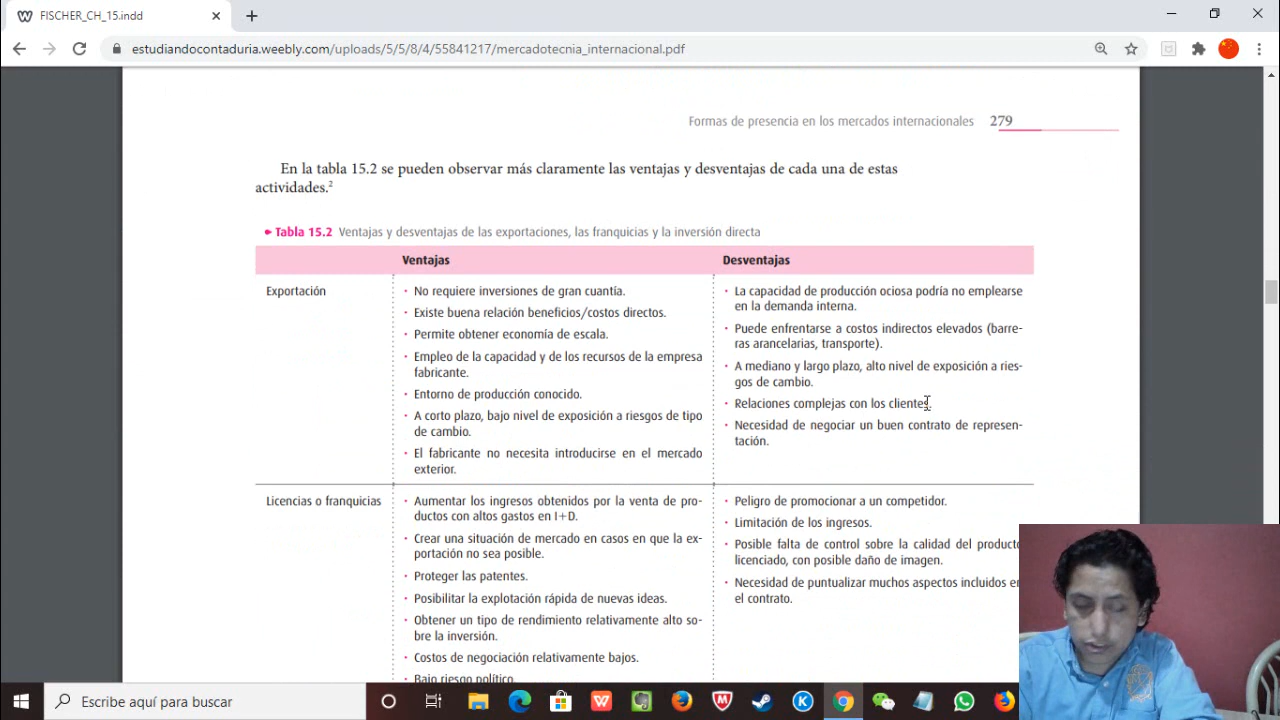 FISCHER_CH_15.indd
estudiandocontaduria.weebly.com/uploads/5/5/8/4/55841217/mercadotecnia_internacional.pdf
Formas de presencia en los mercados internacionales 279
En la tabla 15.2 se pueden observar más claramente las ventajas y desventajas de cada una de estas
actividades.2
Tabla 15.2 Ventajas y desventajas de las exportaciones, las franquicias y la inversión directa
Ventajas
Desventajas
Exportación
• No requiere inversiones de gran cuantía.
• Existe buena relación beneficios/costos directos.
• Permite obtener economía de escala.
• Empleo de la capacidad y de los recursos de la empresa
fabricante.
• Entorno de producción conocido.
• A corto plazo, bajo nivel de exposición a riesgos de tipo
de cambio.
• El fabricante no necesita introducirse en el mercado
exterior.
• La capacidad de producción ociosa podría no emplearse
en la demanda interna.
• Puede enfrentarse a costos indirectos elevados (barre-
ras arancelarias, transporte).
• A mediano y largo plazo, alto nivel de exposición a ries-
gos de cambio.
• Relaciones complejas con los clientes.
• Necesidad de negociar un buen contrato de represen-
tación.
Licencias o franquicias
• Aumentar los ingresos obtenidos por la venta de pro-
ductos con altos gastos en I+D.
• Crear una situación de mercado en casos en que la ex-
portación no sea posible.
• Proteger las patentes.
• Posibilitar la explotación rápida de nuevas ideas.
• Obtener un tipo de rendimiento relativamente alto so-
bre la inversión.
• Costos de negociación relativamente bajos.
• Bajo riesgo político.
• Peligro de promocionar a un competidor.
• Limitación de los ingresos.
• Posible falta de control sobre la calidad del producto
licenciado, con posible daño de imagen.
• Necesidad de puntualizar muchos aspectos incluidos en
el contrato.
Escribe aquí para buscar